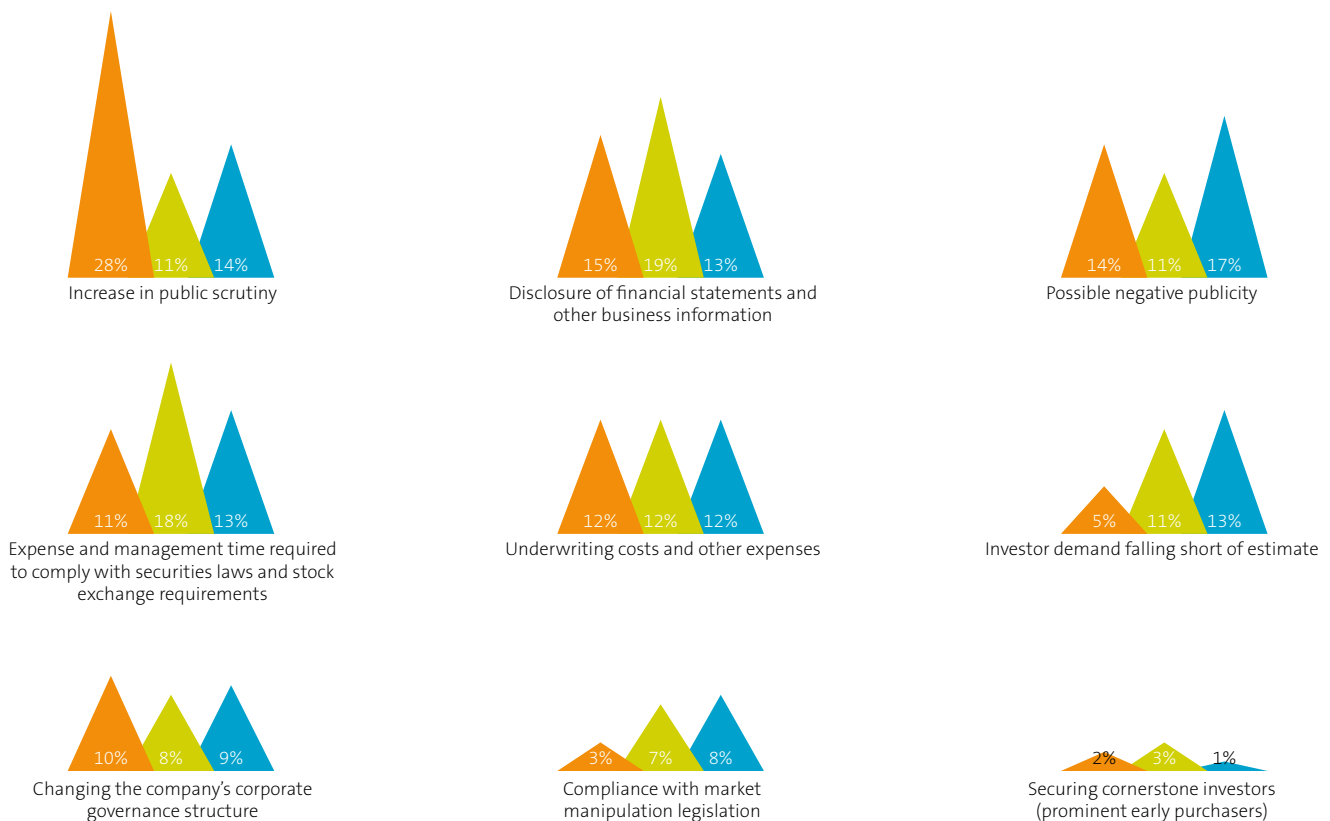 28% 11% 14%
Increase in public scrutiny
15% 19% 13%
Disclosure of financial statements and
other business information
14% 11% 17%
Possible negative publicity
11% 18% 13%
Expense and management time required
to comply with securities laws and stock
exchange requirements
12% 12% 12%
Underwriting costs and other expenses
5% 11% 13%
Investor demand falling short of estimate
10% 8% 9%
Changing the company’s corporate
governance structure
3% 7% 8%
Compliance with market
manipulation legislation
2% 3% 1%
Securing cornerstone investors
(prominent early purchasers)